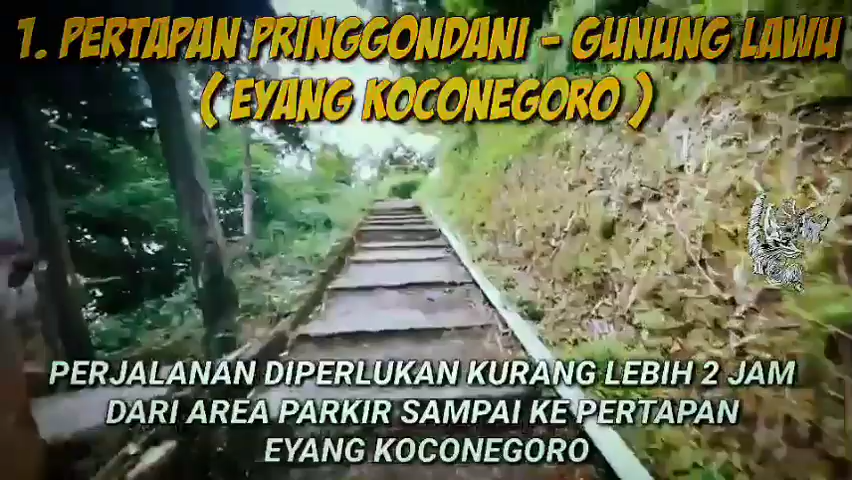 1. PERTAPAN PRINGGONDANI - GUNUNG LAWU
( EYANG KOCONEGORO )
PERJALANAN DIPERLUKAN KURANG LEBIH 2 JAM
DARI AREA PARKIR SAMPAI KE PERTAPAN
EYANG KOCONEGORO